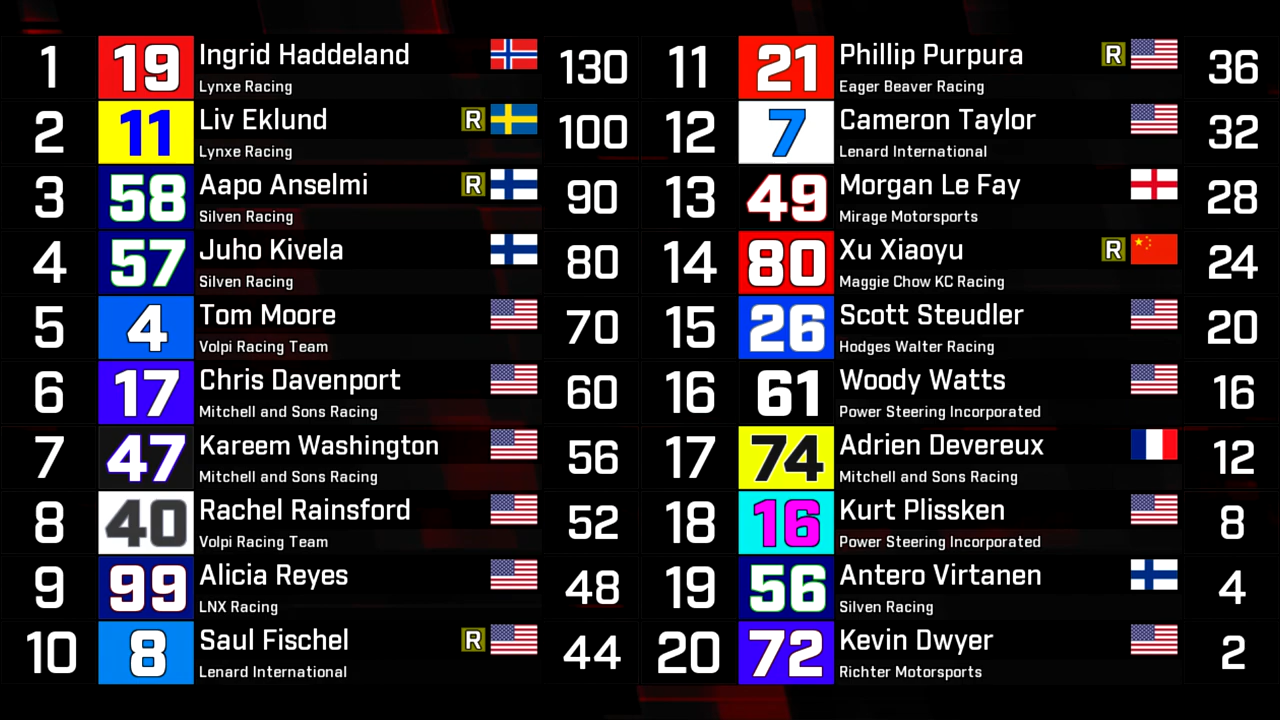 1 19 Ingrid Haddeland 130
Lynxe Racing
2 11 Liv Eklund R 100
Lynxe Racing
3 58 Aapo Anselmi R 90
Silven Racing
4 57 Juho Kivela 80
Silven Racing
5 4 Tom Moore 70
Volpi Racing Team
6 17 Chris Davenport 60
Mitchell and Sons Racing
7 47 Kareem Washington 56
Mitchell and Sons Racing
8 40 Rachel Rainsford 52
Volpi Racing Team
9 99 Alicia Reyes 48
LNX Racing
10 8 Saul Fischel R 44
Lenard International
11 21 Phillip Purpura R 36
Eager Beaver Racing
12 7 Cameron Taylor 32
Lenard International
13 49 Morgan Le Fay 28
Mirage Motorsports
14 80 Xu Xiaoyu R 24
Maggie Chow KC Racing
15 26 Scott Steudler 20
Hodges Walter Racing
16 61 Woody Watts 16
Power Steering Incorporated
17 74 Adrien Devereux 12
Mitchell and Sons Racing
18 16 Kurt Plissken 8
Power Steering Incorporated
19 56 Antero Virtanen 4
Silven Racing
20 72 Kevin Dwyer 2
Richter Motorsports